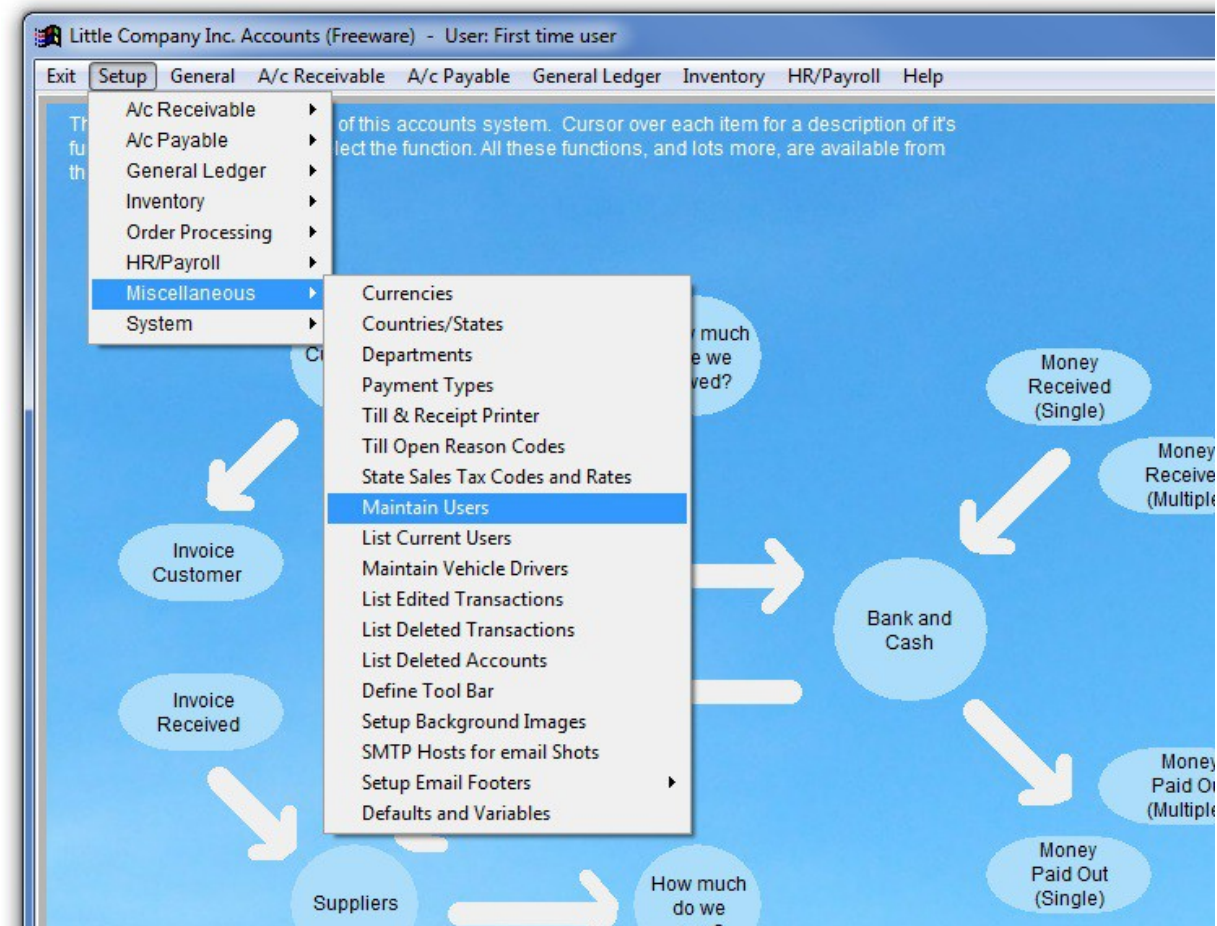 Little Company Inc. Accounts (Freeware) - User: First time user
Exit Setup General A/c Receivable A/c Payable General Ledger Inventory HR/Payroll Help
of this accounts system. Cursor over each item for a description of it's
the function. All these functions, and lots more, are available from
A/c Receivable
A/c Payable
General Ledger
Inventory
Order Processing
HR/Payroll
Miscellaneous
System
Currencies
Countries/States
Departments
Payment Types
Till & Receipt Printer
Till Open Reason Codes
State Sales Tax Codes and Rates
Maintain Users
List Current Users
Maintain Vehicle Drivers
List Edited Transactions
List Deleted Transactions
List Deleted Accounts
Define Tool Bar
Setup Background Images
SMTP Hosts for email Shots
Setup Email Footers
Defaults and Variables
much
we
Money
Received
(Single)
Money
Invoice
Customer
Bank and
Cash
Invoice
Received
Money
Money
Paid Out
(Single)
Suppliers
How much
do we